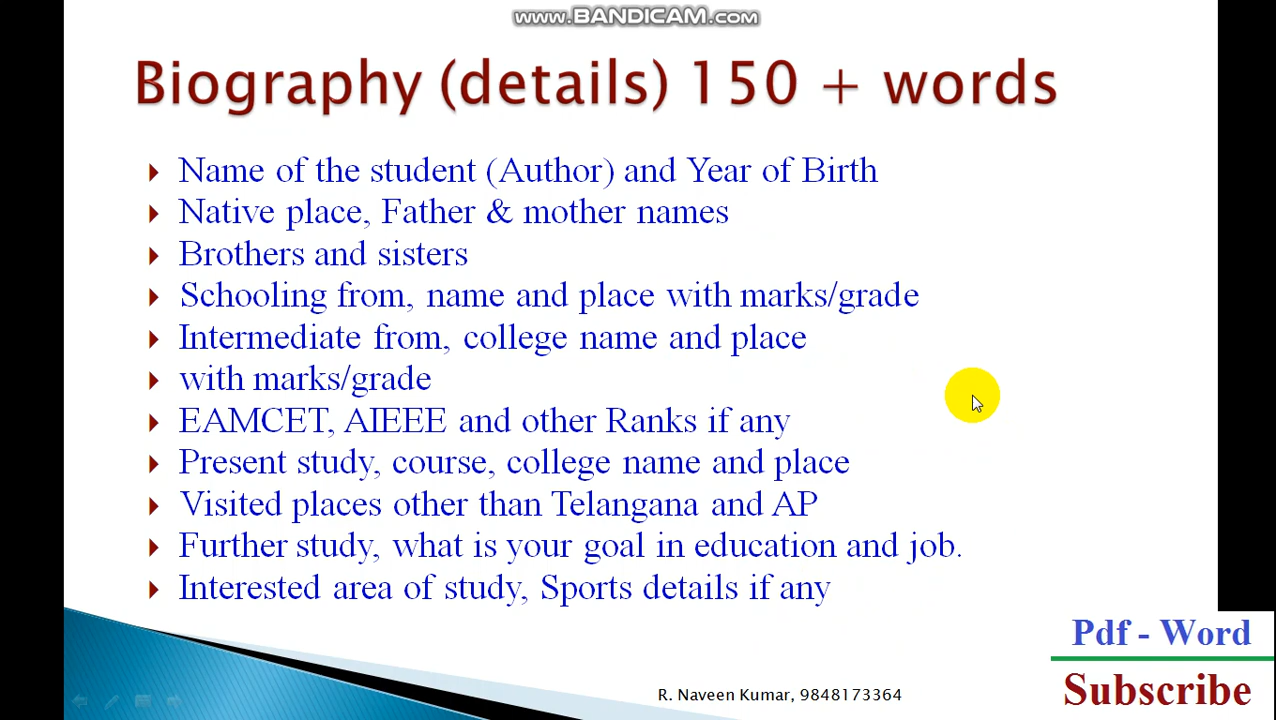 www.BANDICAM.com
Biography (details) 150 + words
Name of the student (Author) and Year of Birth
Native place, Father & mother names
Brothers and sisters
Schooling from, name and place with marks/grade
Intermediate from, college name and place
with marks/grade
EAMCET, AIEEE and other Ranks if any
Present study, course, college name and place
Visited places other than Telangana and AP
Further study, what is your goal in education and job.
Interested area of study, Sports details if any
Pdf - Word
Subscribe
R. Naveen Kumar, 9848173364